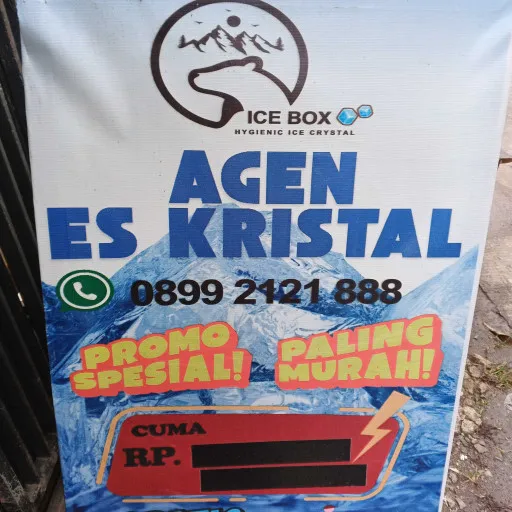 ICE BOX
HYGIENIC ICE CRYSTAL
AGEN
ES KRISTAL
0899 2121 888
PROMO
SPESIAL!
PALING
MURAH!
CUMA
RP.